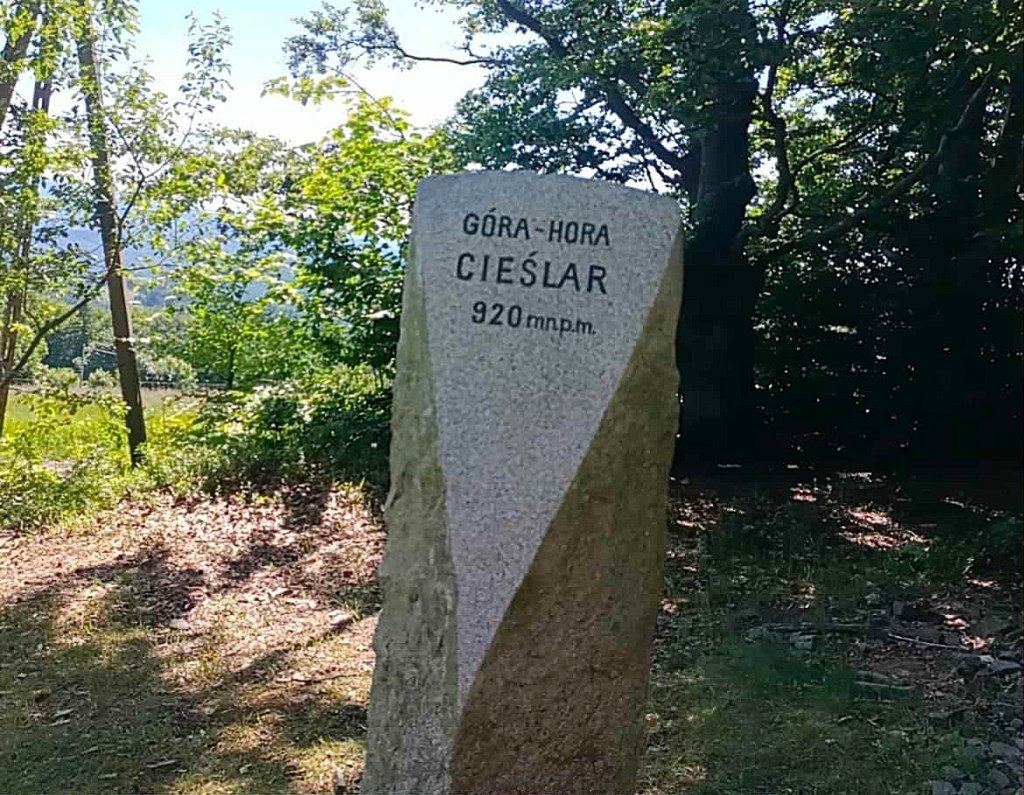 GÓRA-HORA
CIEŚLAR
920 m n.p.m.